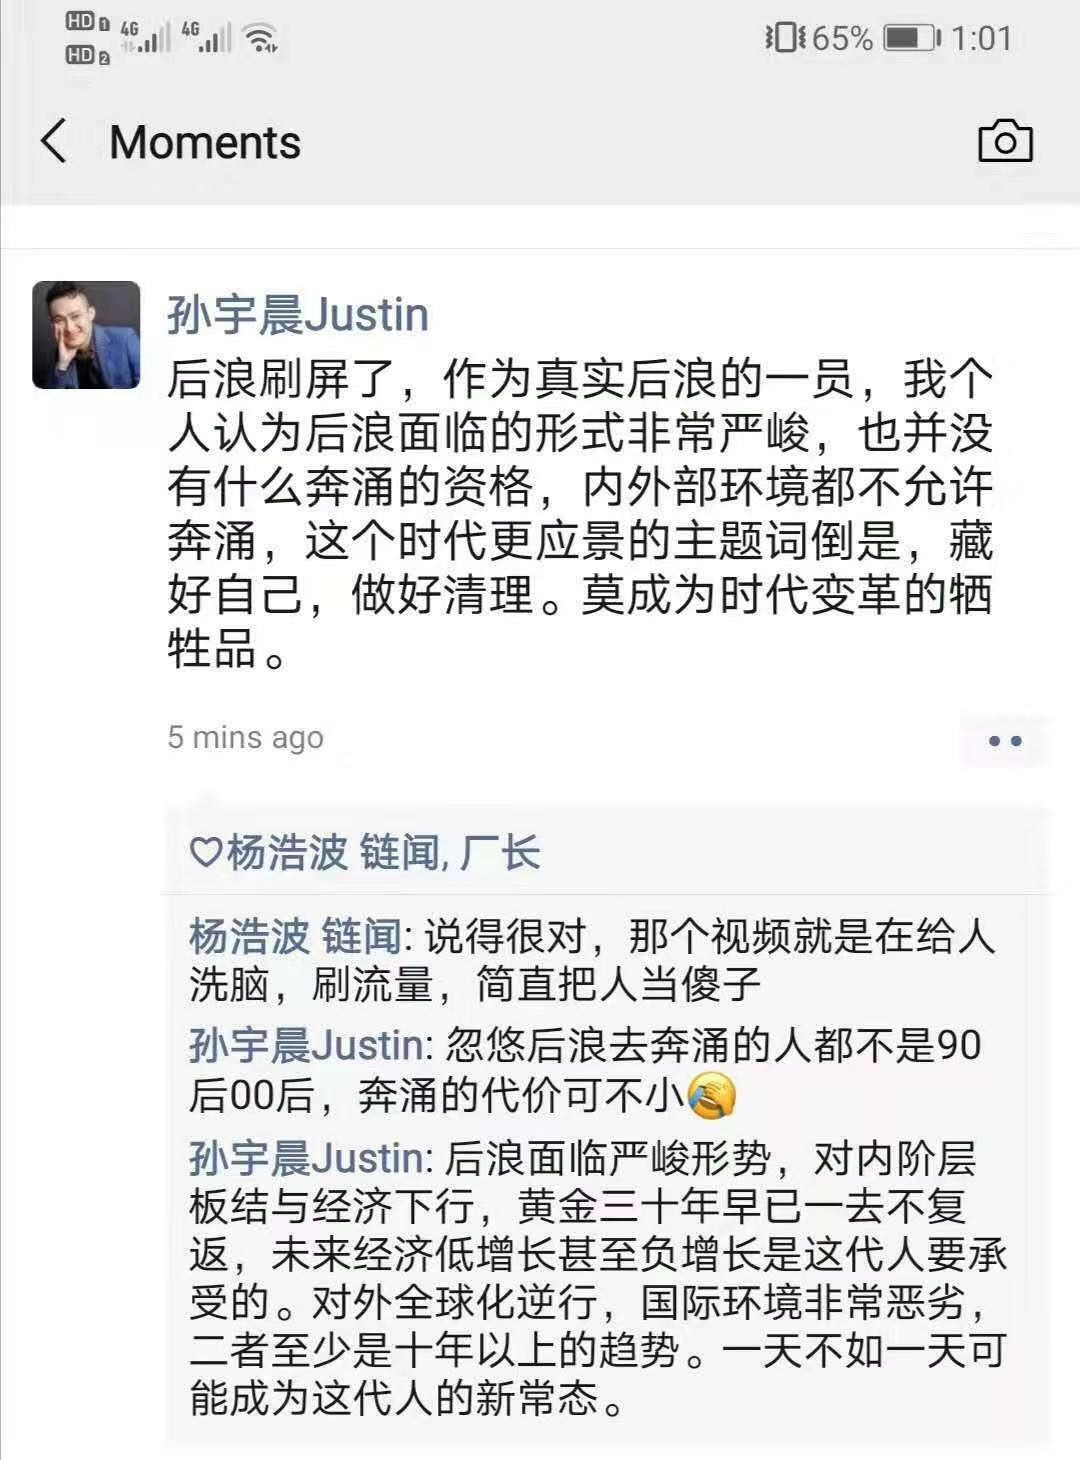 HD 1 4G 4G 65% 1:01
HD 2
Moments
孙宇晨Justin
后浪刷屏了，作为真实后浪的一员，我个
人认为后浪面临的形式非常严峻，也并没
有什么奔涌的资格，内外部环境都不允许
奔涌，这个时代更应景的主题词倒是，藏
好自己，做好清理。莫成为时代变革的牺
牲品。
5 mins ago
杨浩波 链闻, 厂长
杨浩波 链闻: 说得很对，那个视频就是在给人
洗脑，刷流量，简直把人当傻子
孙宇晨Justin: 忽悠后浪去奔涌的人都不是90
后00后，奔涌的代价可不小🤦
孙宇晨Justin: 后浪面临严峻形势，对内阶层
板结与经济下行，黄金三十年早已一去不复
返，未来经济低增长甚至负增长是这代人要承
受的。对外全球化逆行，国际环境非常恶劣，
二者至少是十年以上的趋势。一天不如一天可
能成为这代人的新常态。